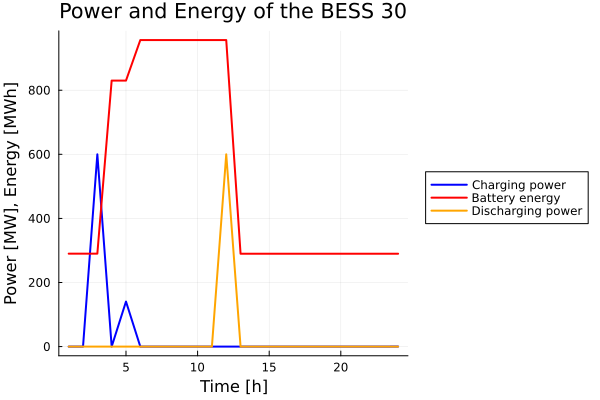 Power and Energy of the BESS 30
Power [MW], Energy [MWh]
800
600
400
200
0
5
10
15
20
Time [h]
Charging power
Battery energy
Discharging power